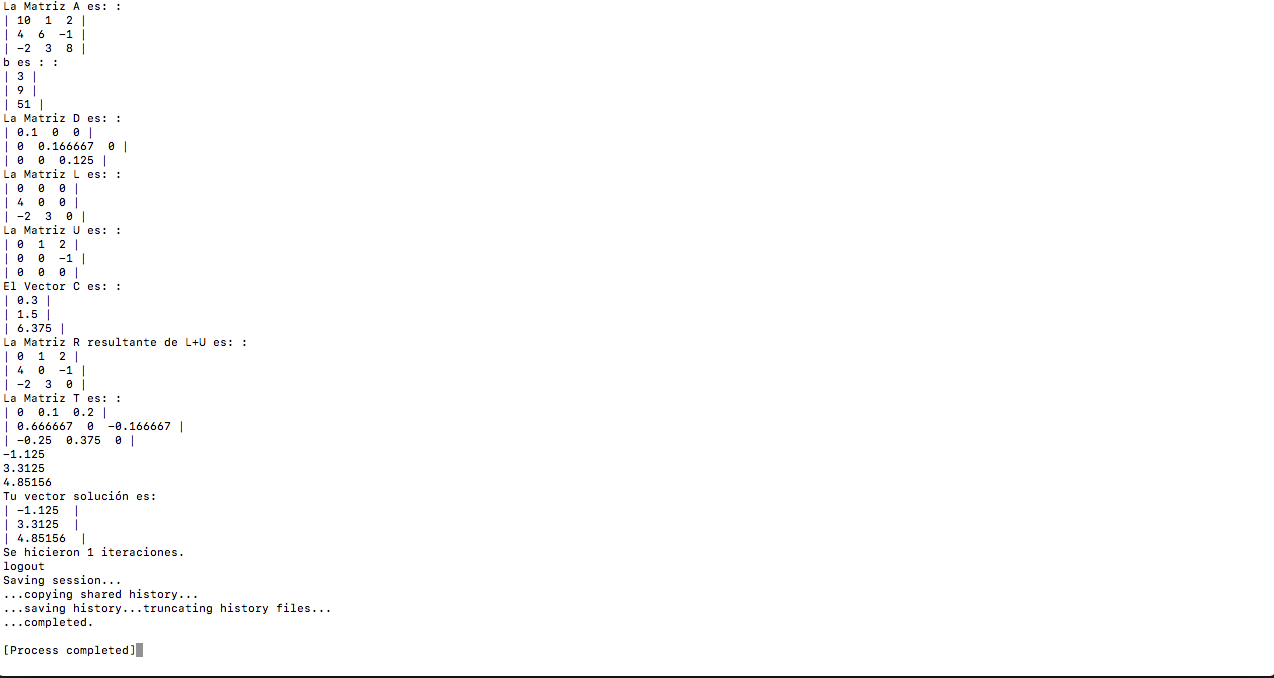 La Matriz A es: :
| 10  1  2 |
| 4  6  -1 |
| -2  3  8 |
b es : :
| 3 |
| 9 |
| 51 |
La Matriz D es: :
| 0.1  0  0 |
| 0  0.166667  0 |
| 0  0  0.125 |
La Matriz L es: :
| 0  0  0 |
| 4  0  0 |
| -2  3  0 |
La Matriz U es: :
| 0  1  2 |
| 0  0  -1 |
| 0  0  0 |
El Vector C es: :
| 0.3 |
| 1.5 |
| 6.375 |
La Matriz R resultante de L+U es: :
| 0  1  2 |
| 4  0  -1 |
| -2  3  0 |
La Matriz T es: :
| 0  0.1  0.2 |
| 0.666667  0  -0.166667 |
| -0.25  0.375  0 |
-1.125
3.3125
4.85156
Tu vector solución es:
| -1.125  |
| 3.3125  |
| 4.85156  |
Se hicieron 1 iteraciones.
logout
Saving session...
...copying shared history...
...saving history...truncating history files...
...completed.
[Process completed]